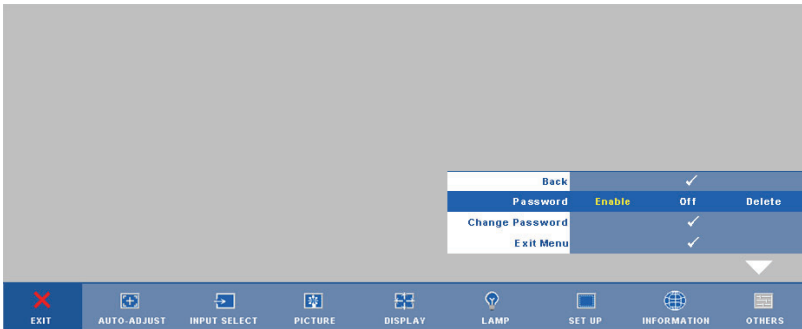 Back
Password Enable Off Delete
Change Password
Exit Menu
EXIT AUTO-ADJUST INPUT SELECT PICTURE DISPLAY LAMP SET UP INFORMATION OTHERS